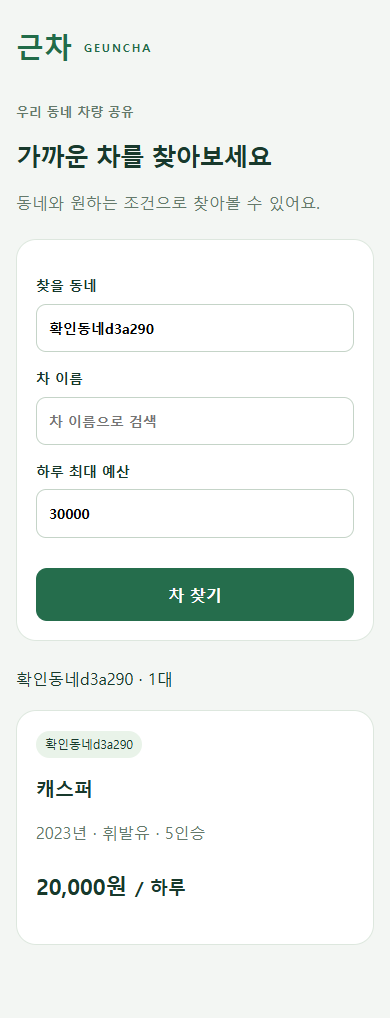 근차 GEUNCHA
우리 동네 차량 공유
가까운 차를 찾아보세요
동네와 원하는 조건으로 찾아볼 수 있어요.
찾을 동네
확인동네d3a290
차 이름
차 이름으로 검색
하루 최대 예산
30000
차 찾기
확인동네d3a290 · 1대
확인동네d3a290
캐스퍼
2023년 · 휘발유 · 5인승
20,000원 / 하루